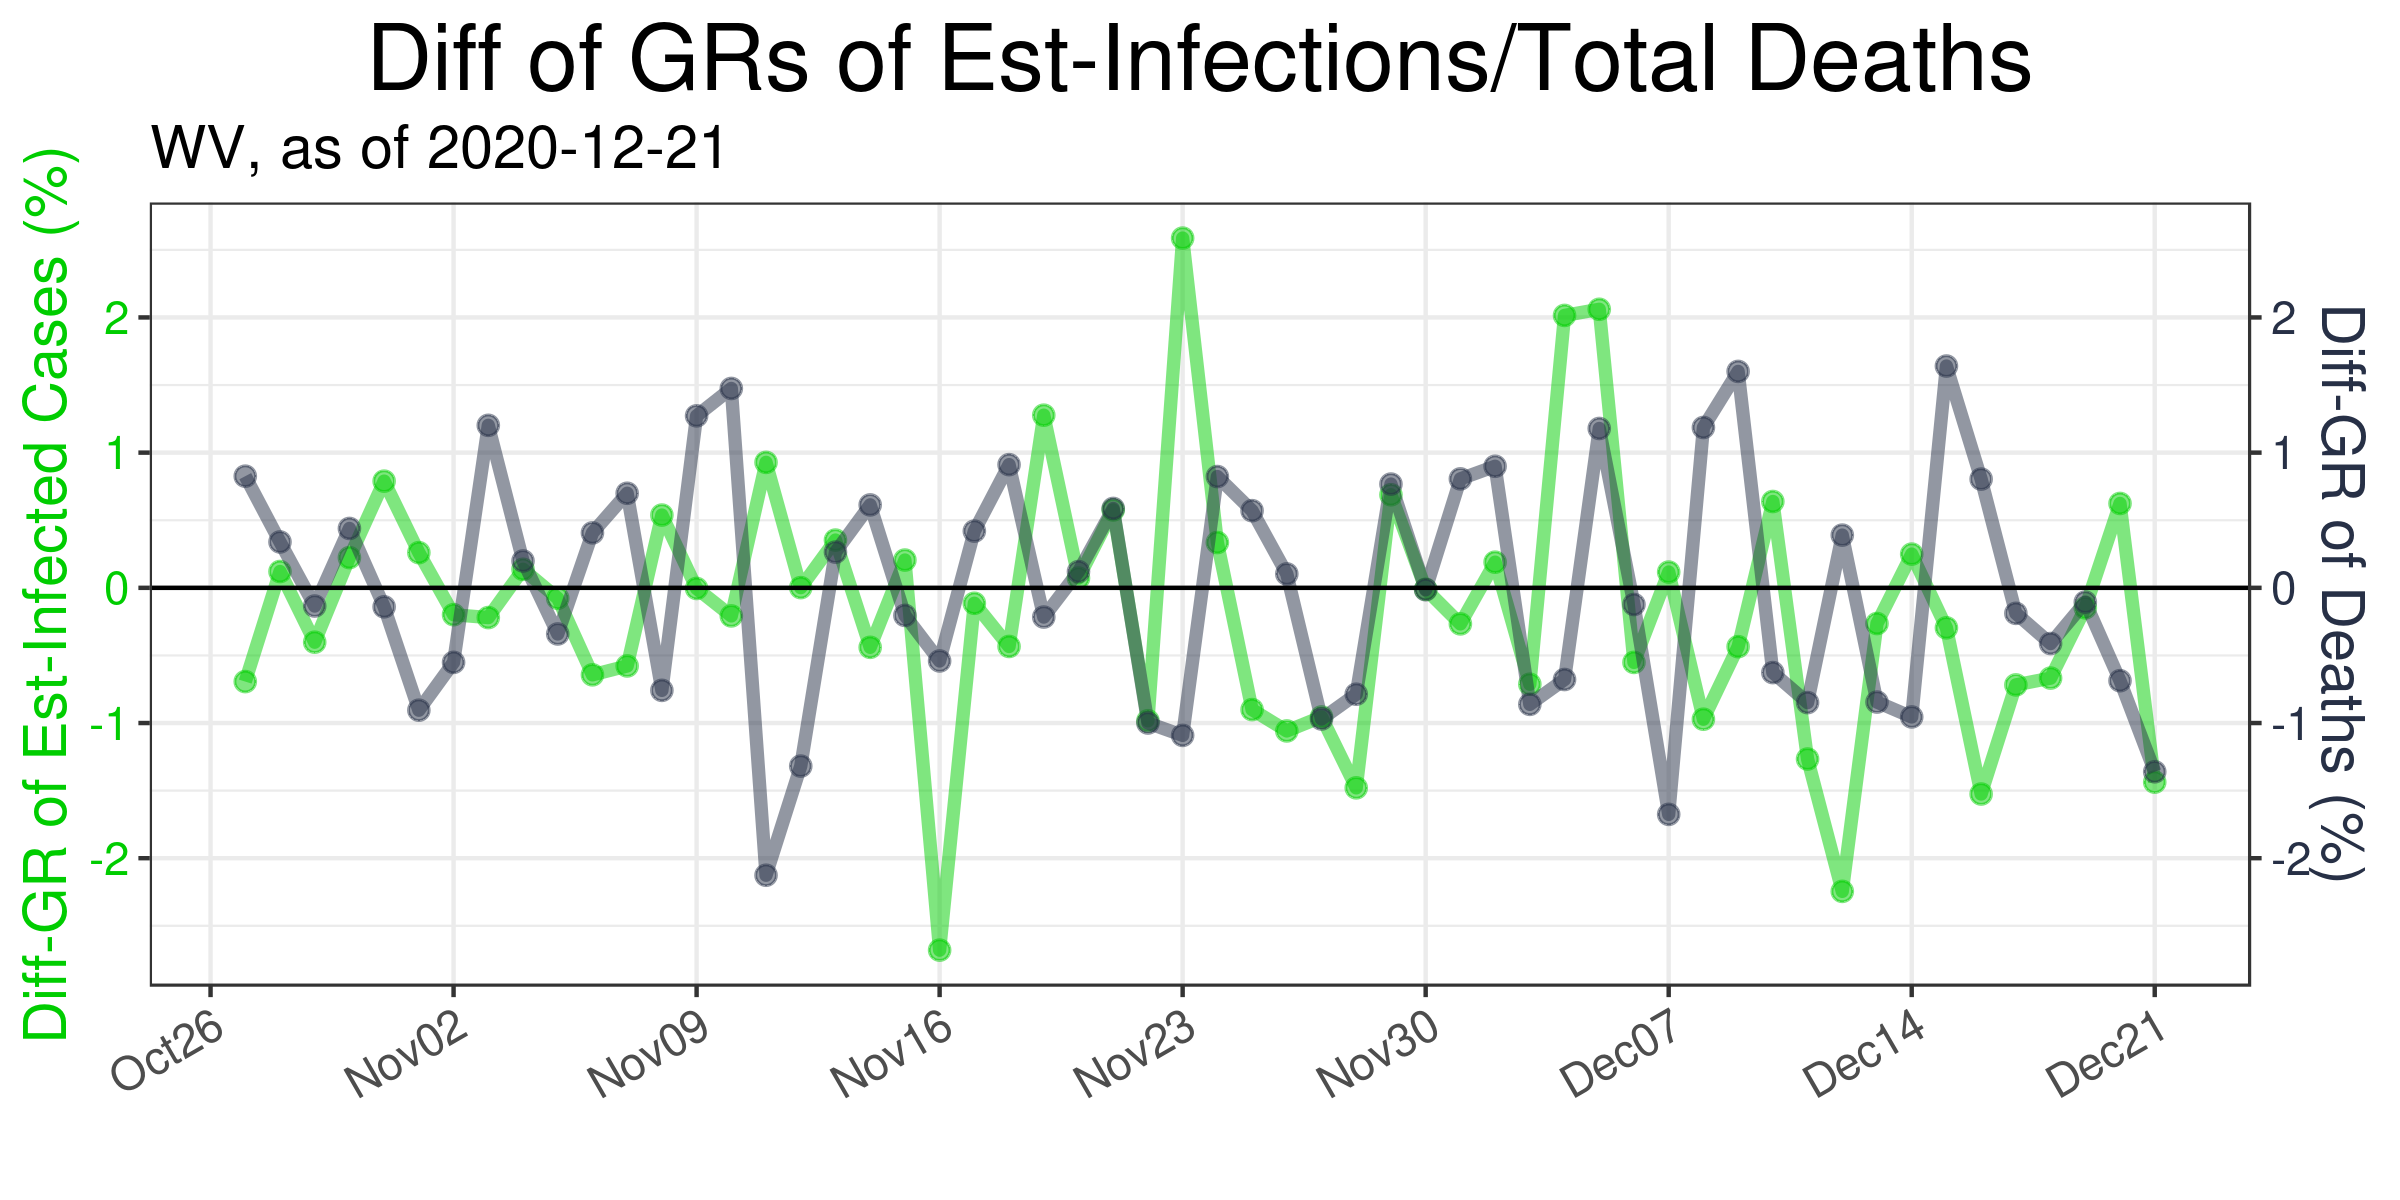 Diff of GRs of Est-Infections/Total Deaths
WV, as of 2020-12-21
Diff-GR of Est-Infected Cases (%)
2
1
0
-1
-2
2
1
0
-1
-2
Diff-GR of Deaths (%)
Oct26
Nov02
Nov09
Nov16
Nov23
Nov30
Dec07
Dec14
Dec21